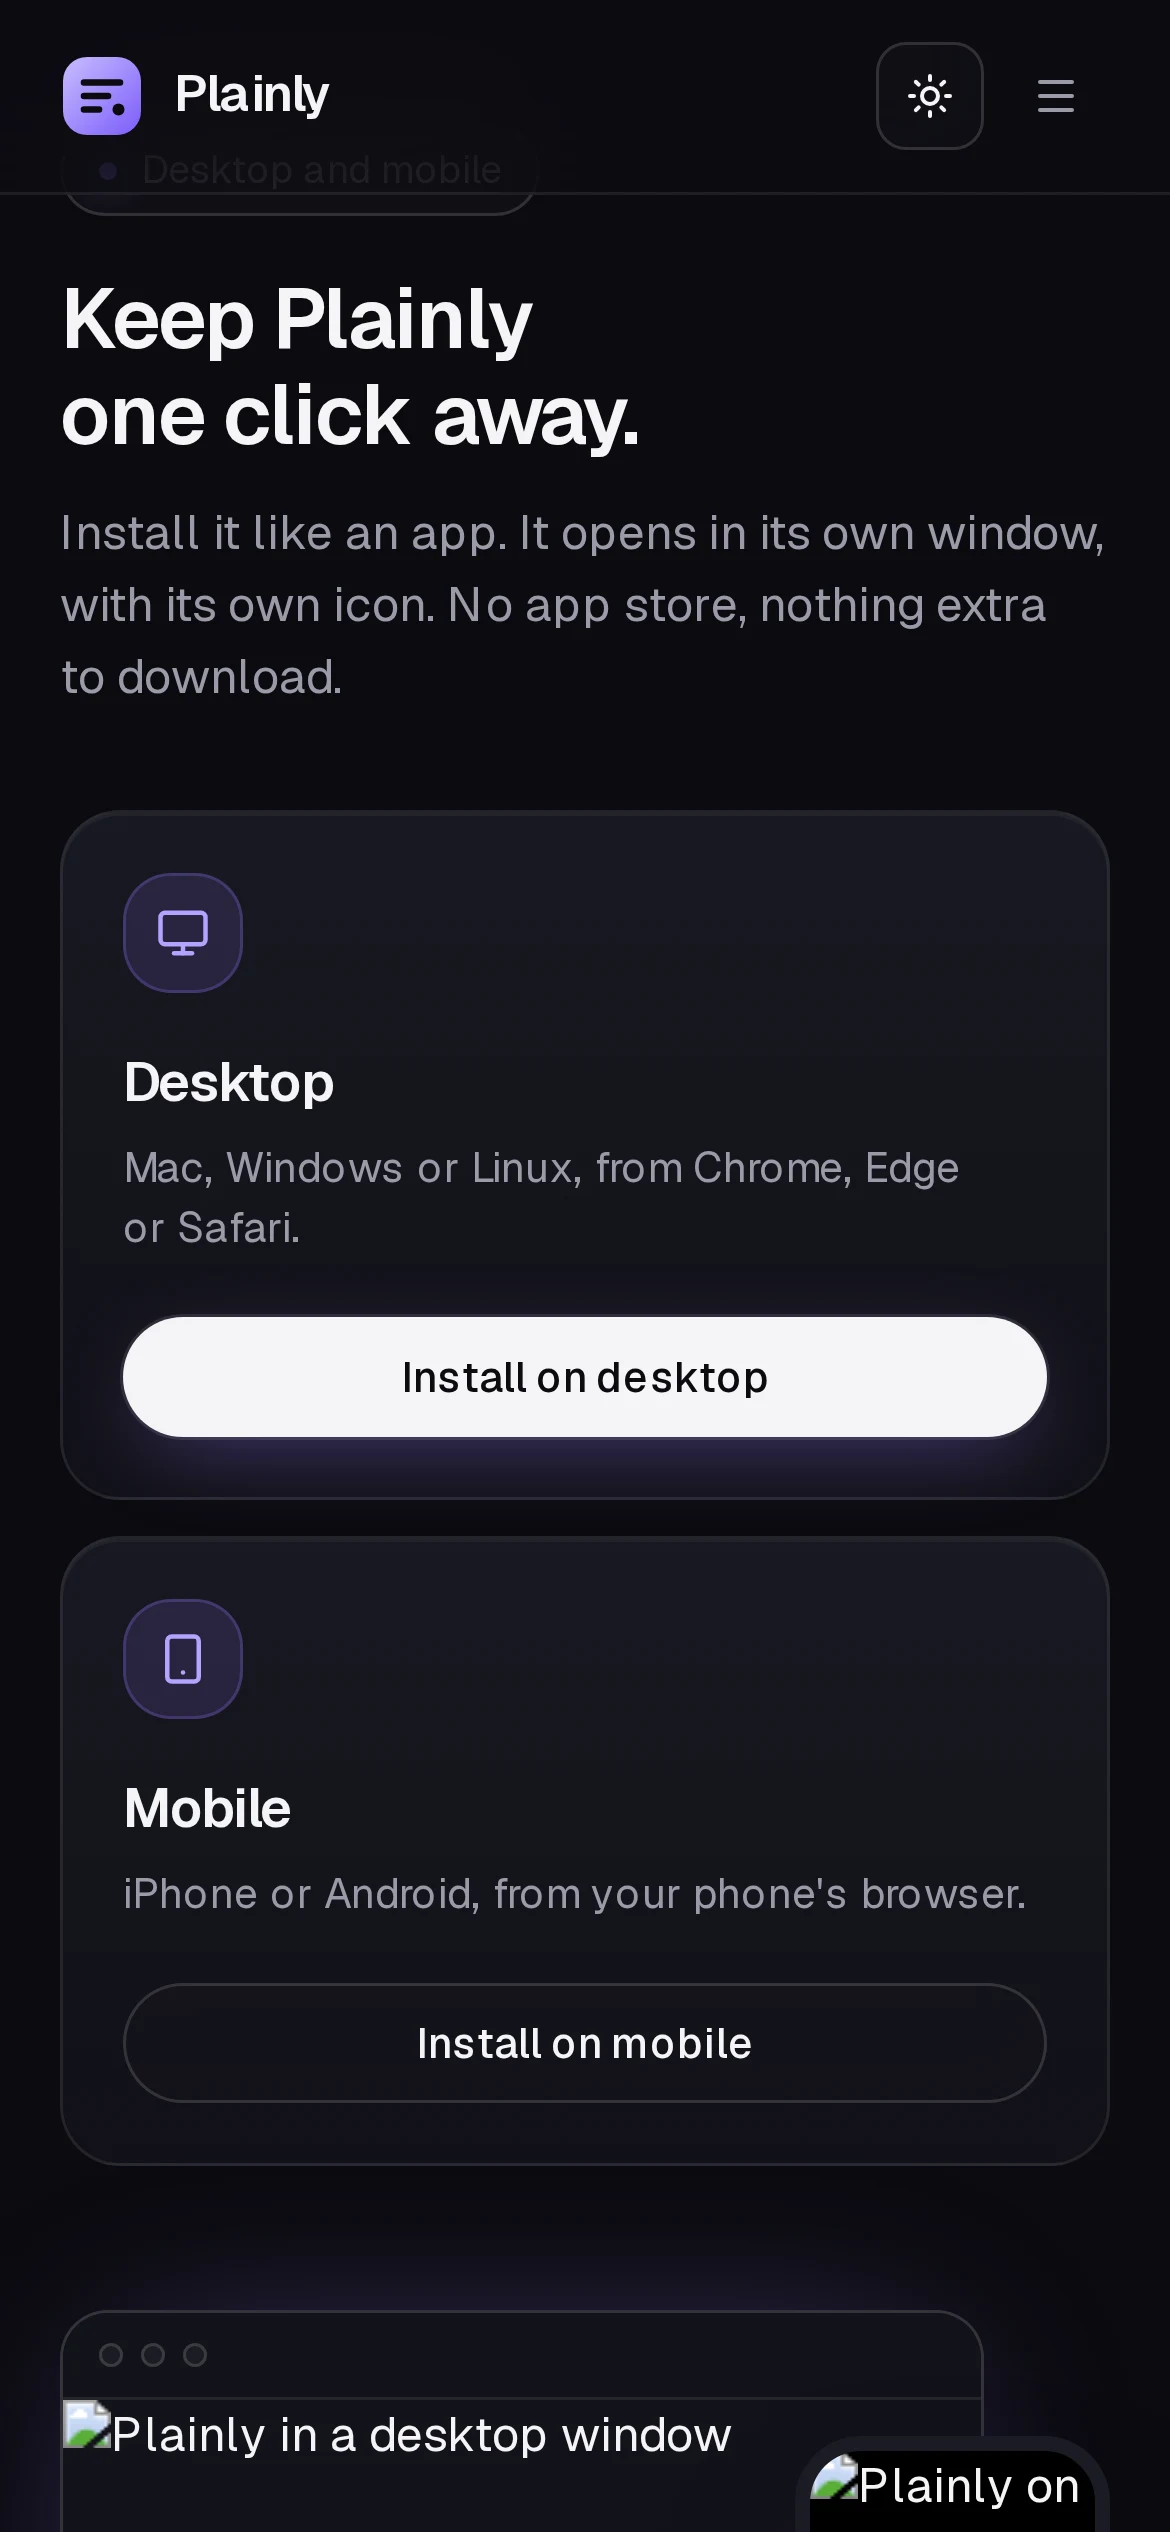 Plainly
Desktop and mobile
Keep Plainly
one click away.
Install it like an app. It opens in its own window,
with its own icon. No app store, nothing extra
to download.
Desktop
Mac, Windows or Linux, from Chrome, Edge
or Safari.
Install on desktop
Mobile
iPhone or Android, from your phone's browser.
Install on mobile
Plainly in a desktop window
Plainly on